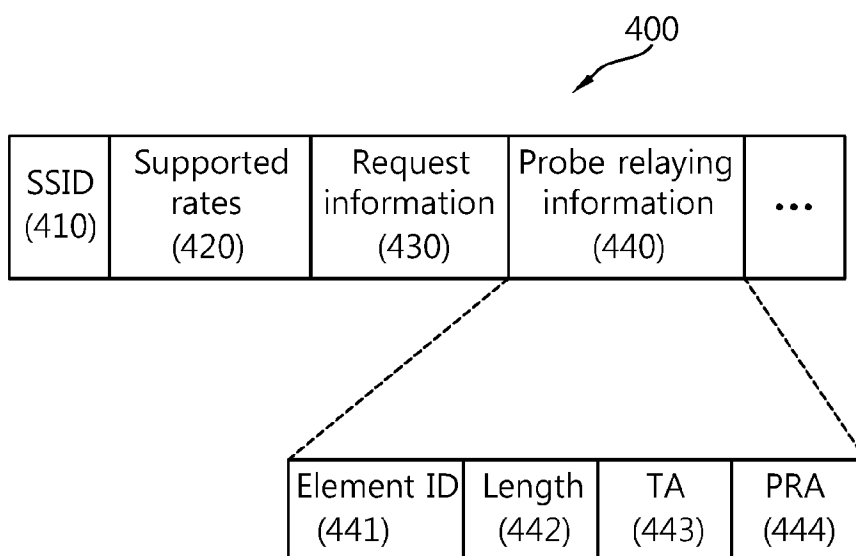 400
SSID
(410)
Supported
rates
(420)
Request
information
(430)
Probe relaying
information
(440)
...
Element ID
(441)
Length
(442)
TA
(443)
PRA
(444)